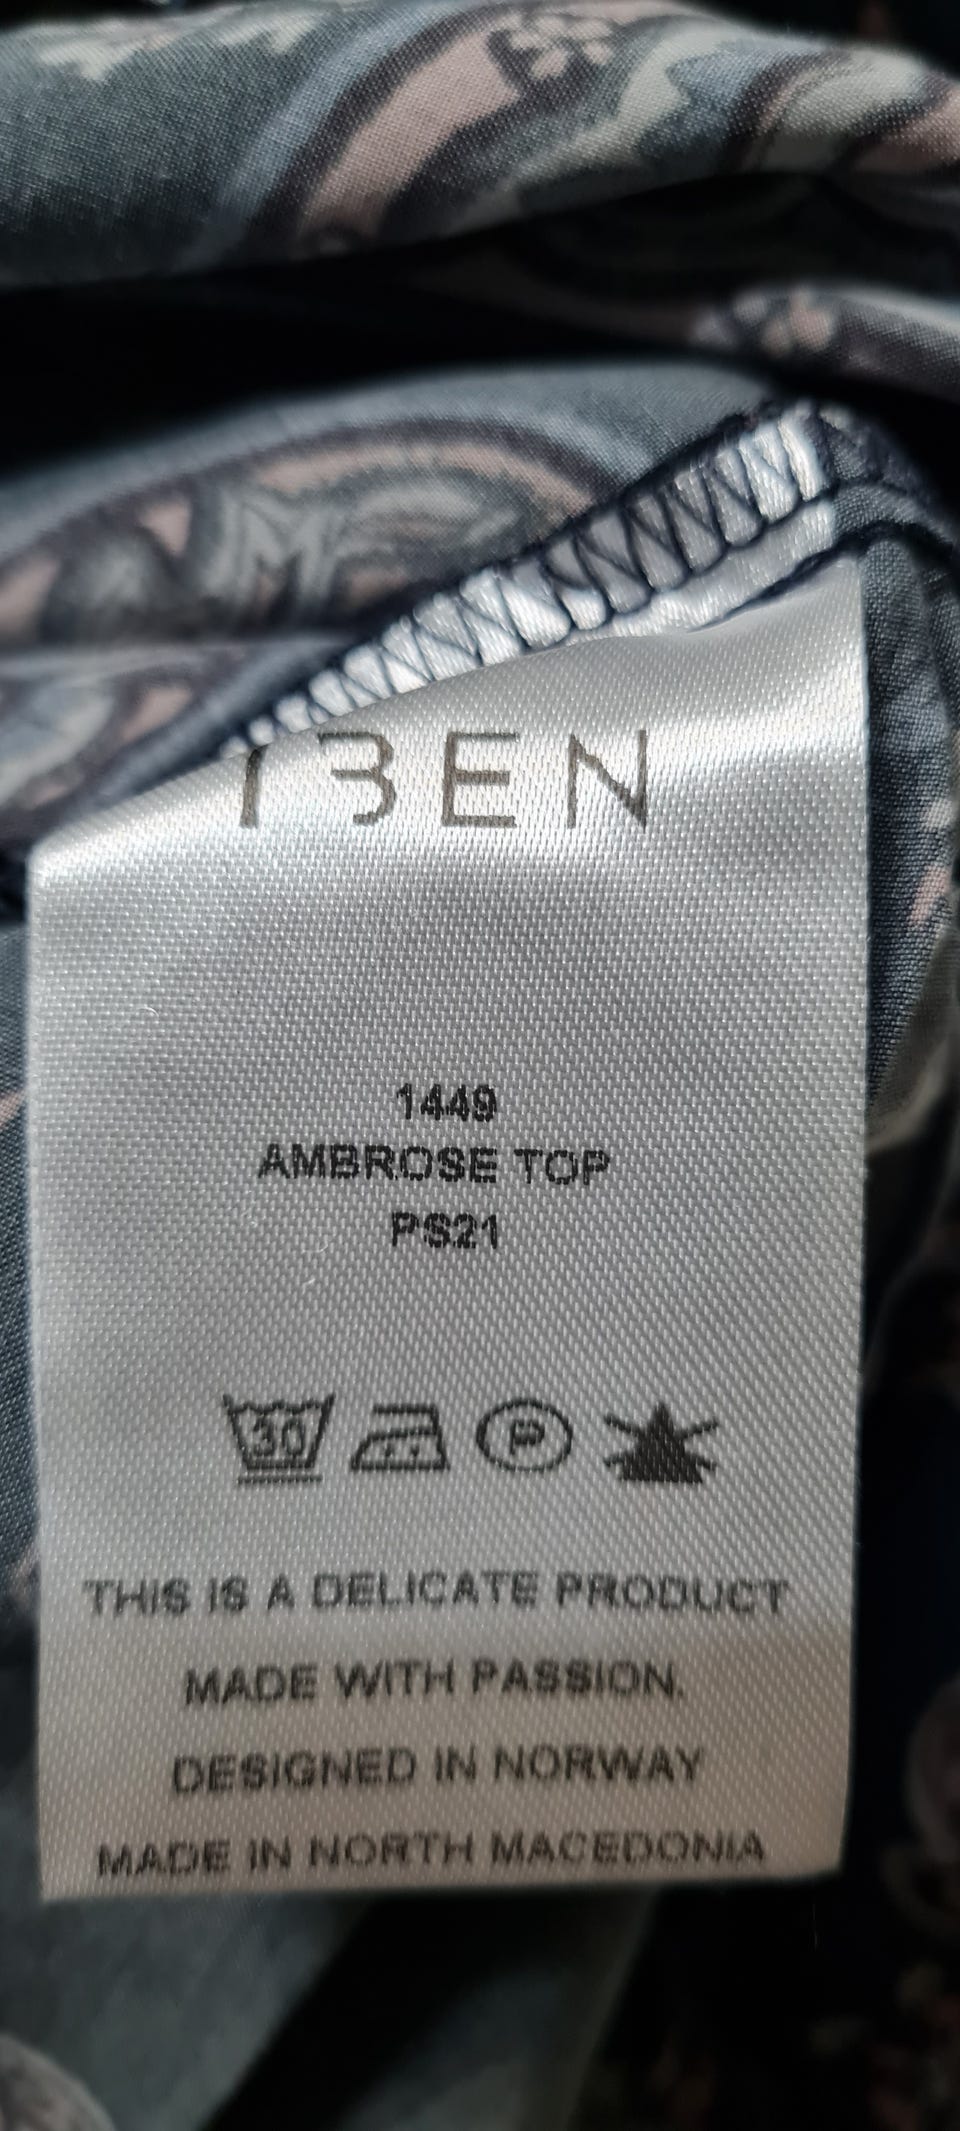 IBEN
1449
AMBROSE TOP
PS21
30 P
THIS IS A DELICATE PRODUCT
MADE WITH PASSION.
DESIGNED IN NORWAY
MADE IN NORTH MACEDONIA